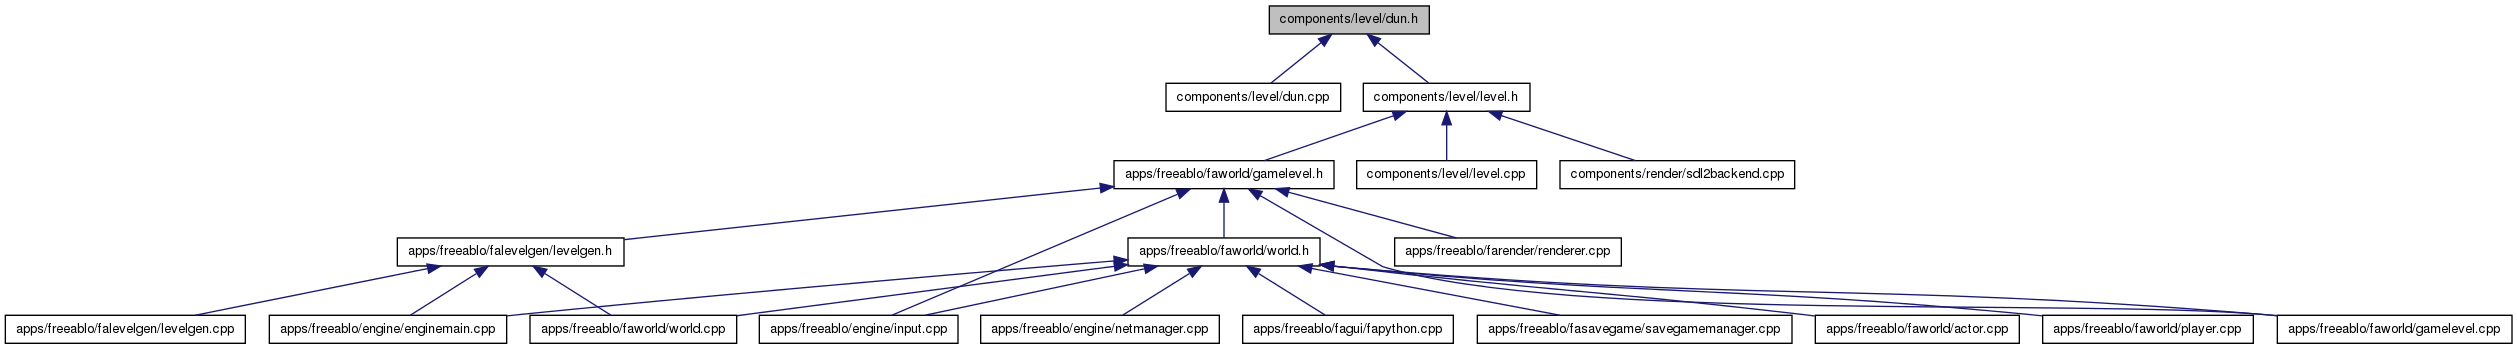 components/level/dun.h
components/level/dun.cpp
components/level/level.h
apps/freeablo/faworld/gamelevel.h
components/level/level.cpp
components/render/sdl2backend.cpp
apps/freeablo/falevelgen/levelgen.h
apps/freeablo/faworld/world.h
apps/freeablo/farender/renderer.cpp
apps/freeablo/falevelgen/levelgen.cpp
apps/freeablo/engine/enginemain.cpp
apps/freeablo/faworld/world.cpp
apps/freeablo/engine/input.cpp
apps/freeablo/engine/netmanager.cpp
apps/freeablo/fagui/fapython.cpp
apps/freeablo/fasavegame/savegamemanager.cpp
apps/freeablo/faworld/actor.cpp
apps/freeablo/faworld/player.cpp
apps/freeablo/faworld/gamelevel.cpp